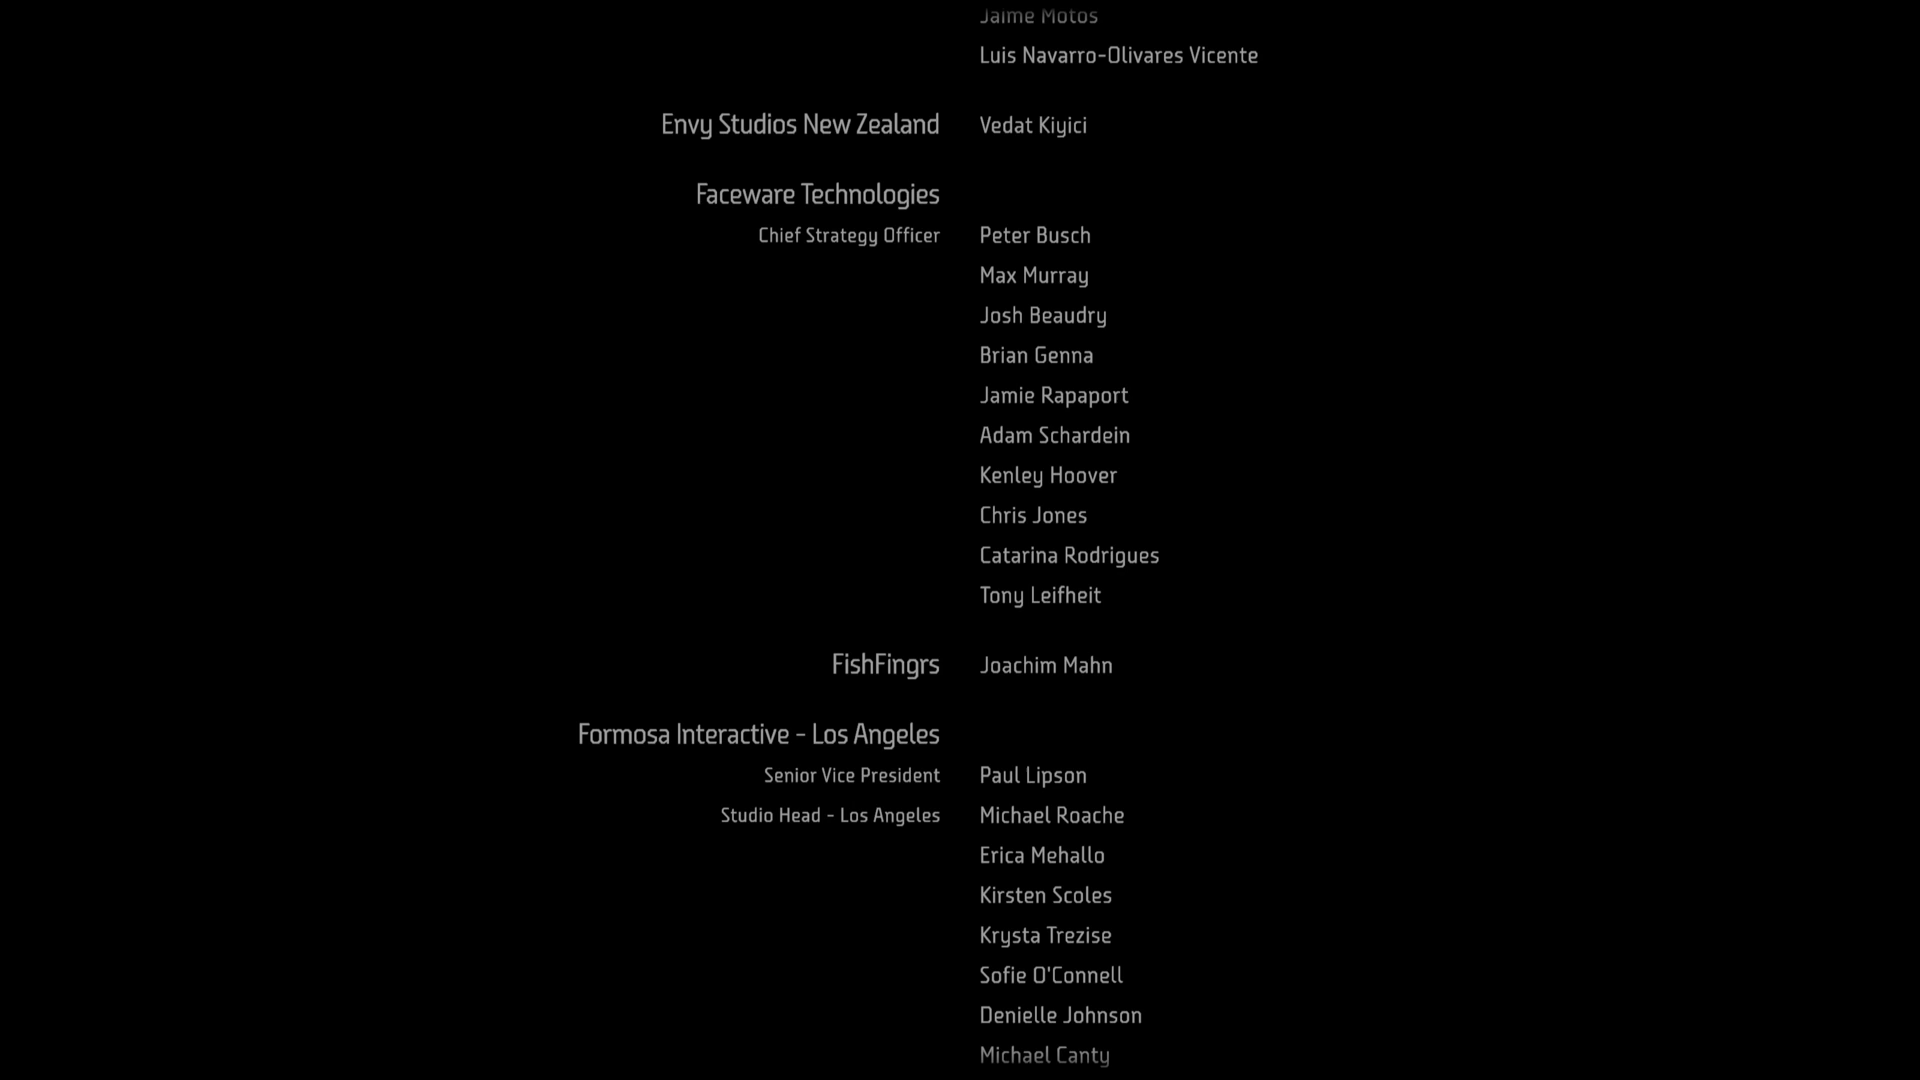 Jaime Motos
Luis Navarro-Olivares Vicente
Envy Studios New Zealand Vedat Kiyici
Faceware Technologies
Chief Strategy Officer Peter Busch
Max Murray
Josh Beaudry
Brian Genna
Jamie Rapaport
Adam Schardein
Kenley Hoover
Chris Jones
Catarina Rodrigues
Tony Leifheit
FishFingrs Joachim Mahn
Formosa Interactive - Los Angeles
Senior Vice President Paul Lipson
Studio Head - Los Angeles Michael Roache
Erica Mehallo
Kirsten Scoles
Krysta Trezise
Sofie O'Connell
Denielle Johnson
Michael Canty